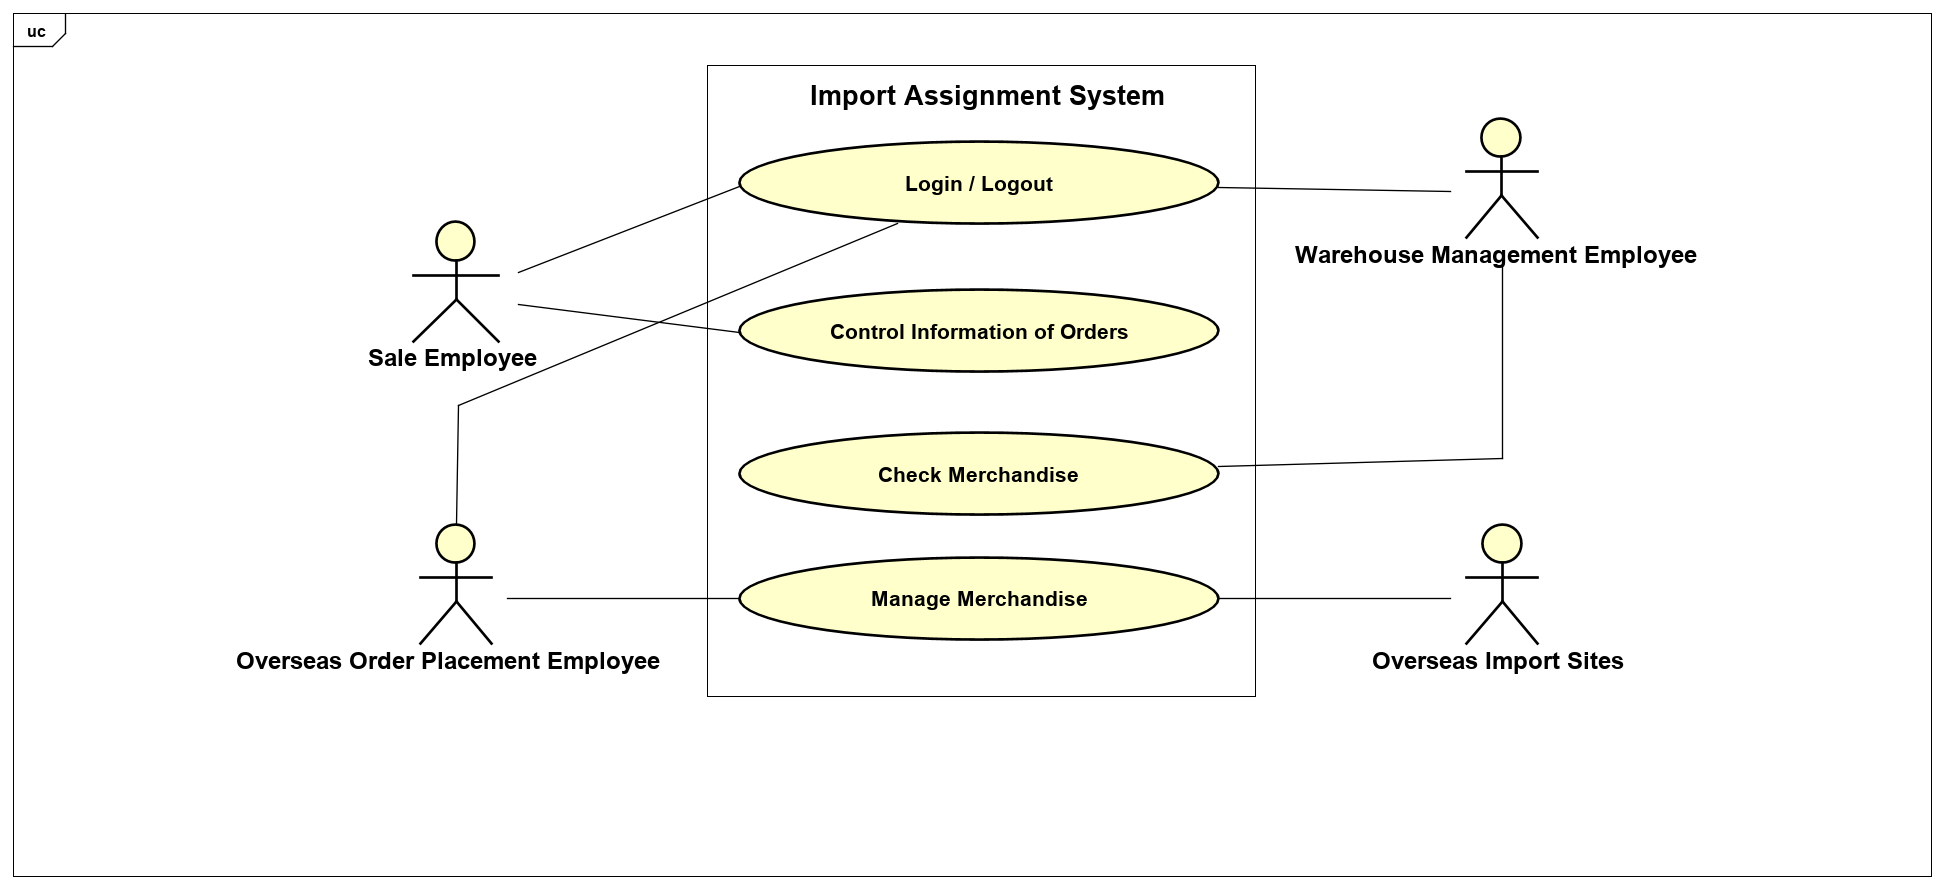 uc
Import Assignment System
Login / Logout
Warehouse Management Employee
Control Information of Orders
Sale Employee
Check Merchandise
Manage Merchandise
Overseas Order Placement Employee
Overseas Import Sites